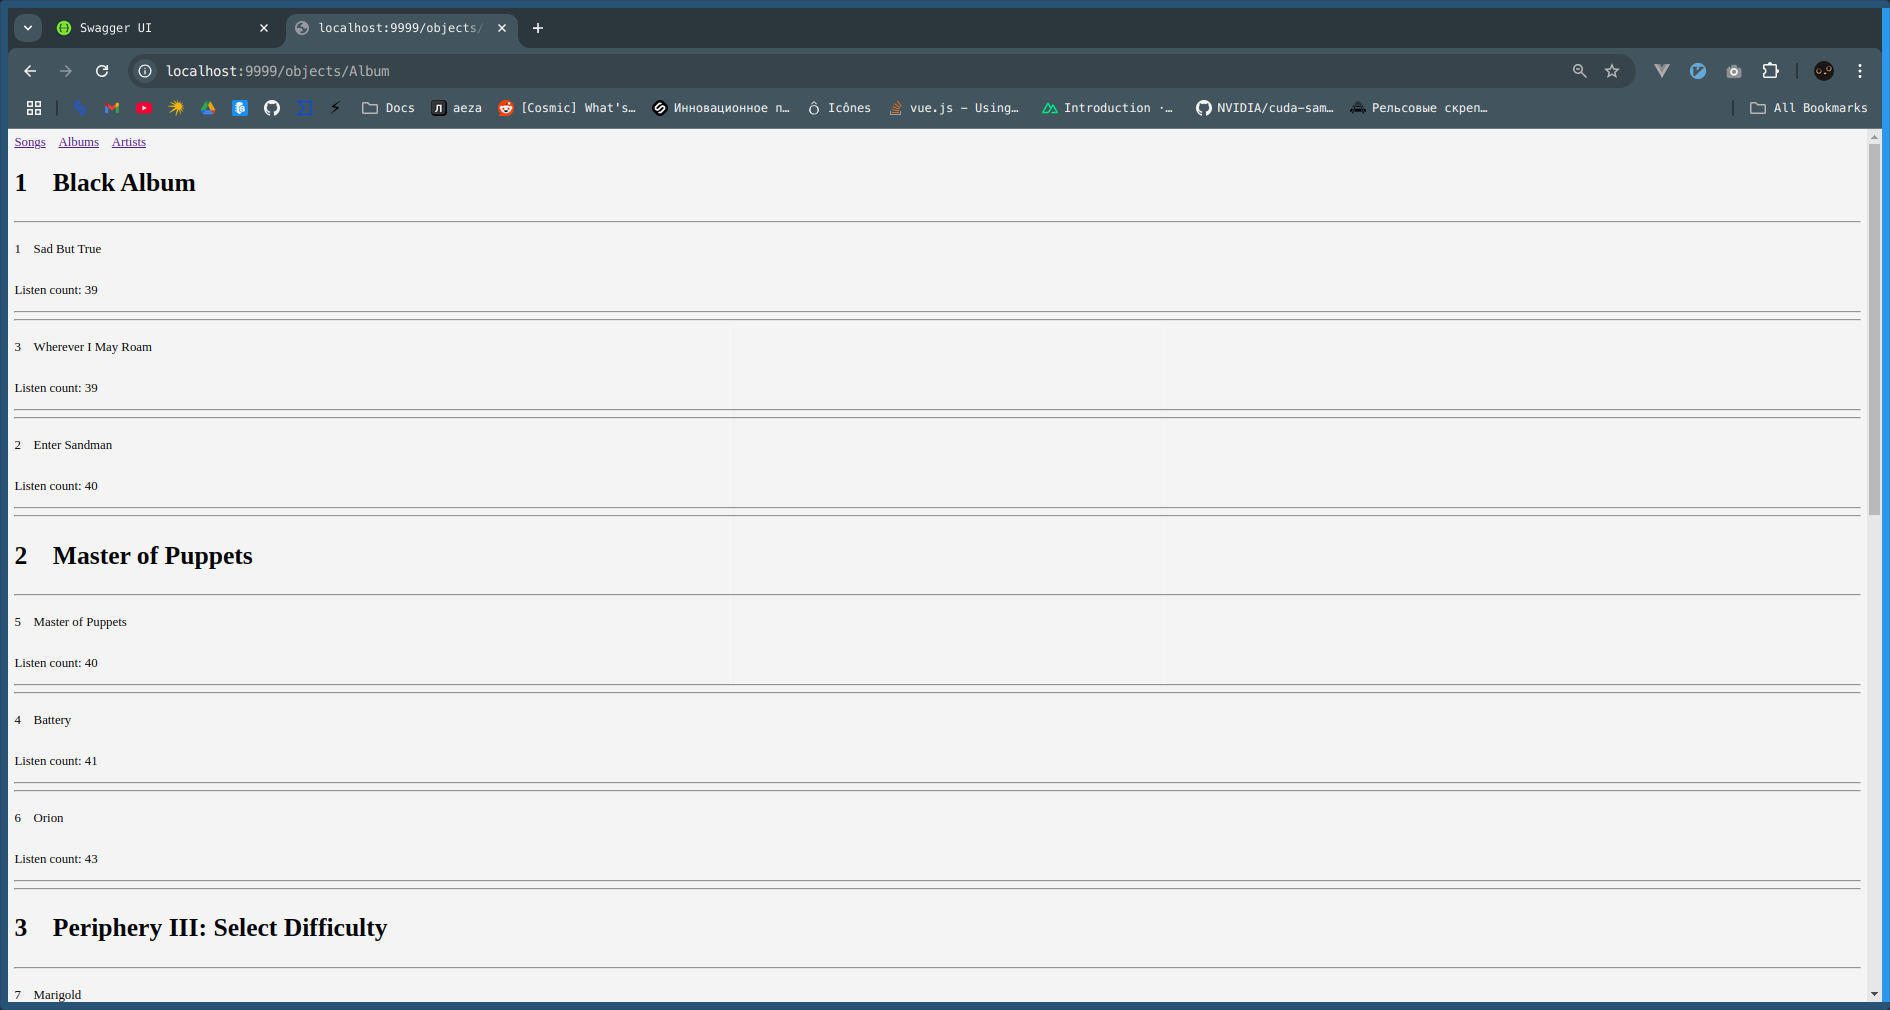 Swagger UI
localhost:9999/objects/
localhost:9999/objects/Album
Docs
aeza
[Cosmic] What's…
Инновационное п…
Icônes
vue.js – Using…
Introduction ·…
NVIDIA/cuda-sam…
Рельсовые скреп…
All Bookmarks
Songs Albums Artists
1 Black Album
1 Sad But True
Listen count: 39
3 Wherever I May Roam
Listen count: 39
2 Enter Sandman
Listen count: 40
2 Master of Puppets
5 Master of Puppets
Listen count: 40
4 Battery
Listen count: 41
6 Orion
Listen count: 43
3 Periphery III: Select Difficulty
7 Marigold